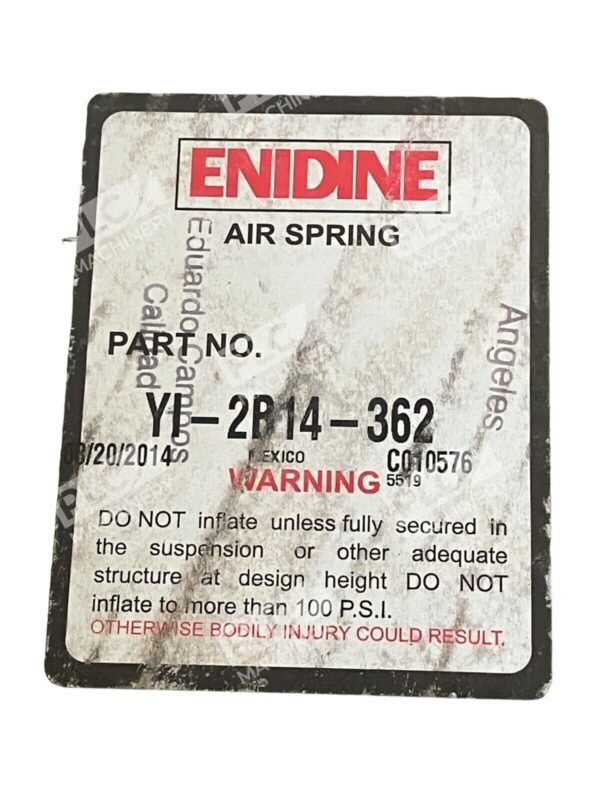 ENIDINE
AIR SPRING
Eduardo Campos
Calidad
Angeles
PART NO.
YI-2B14-362
/20/2014
MEXICO
C010576
5519
WARNING
DO NOT inflate unless fully secured in
the suspension or other adequate
structure at design height DO NOT
inflate to more than 100 P.S.I.
OTHERWISE BODILY INJURY COULD RESULT.